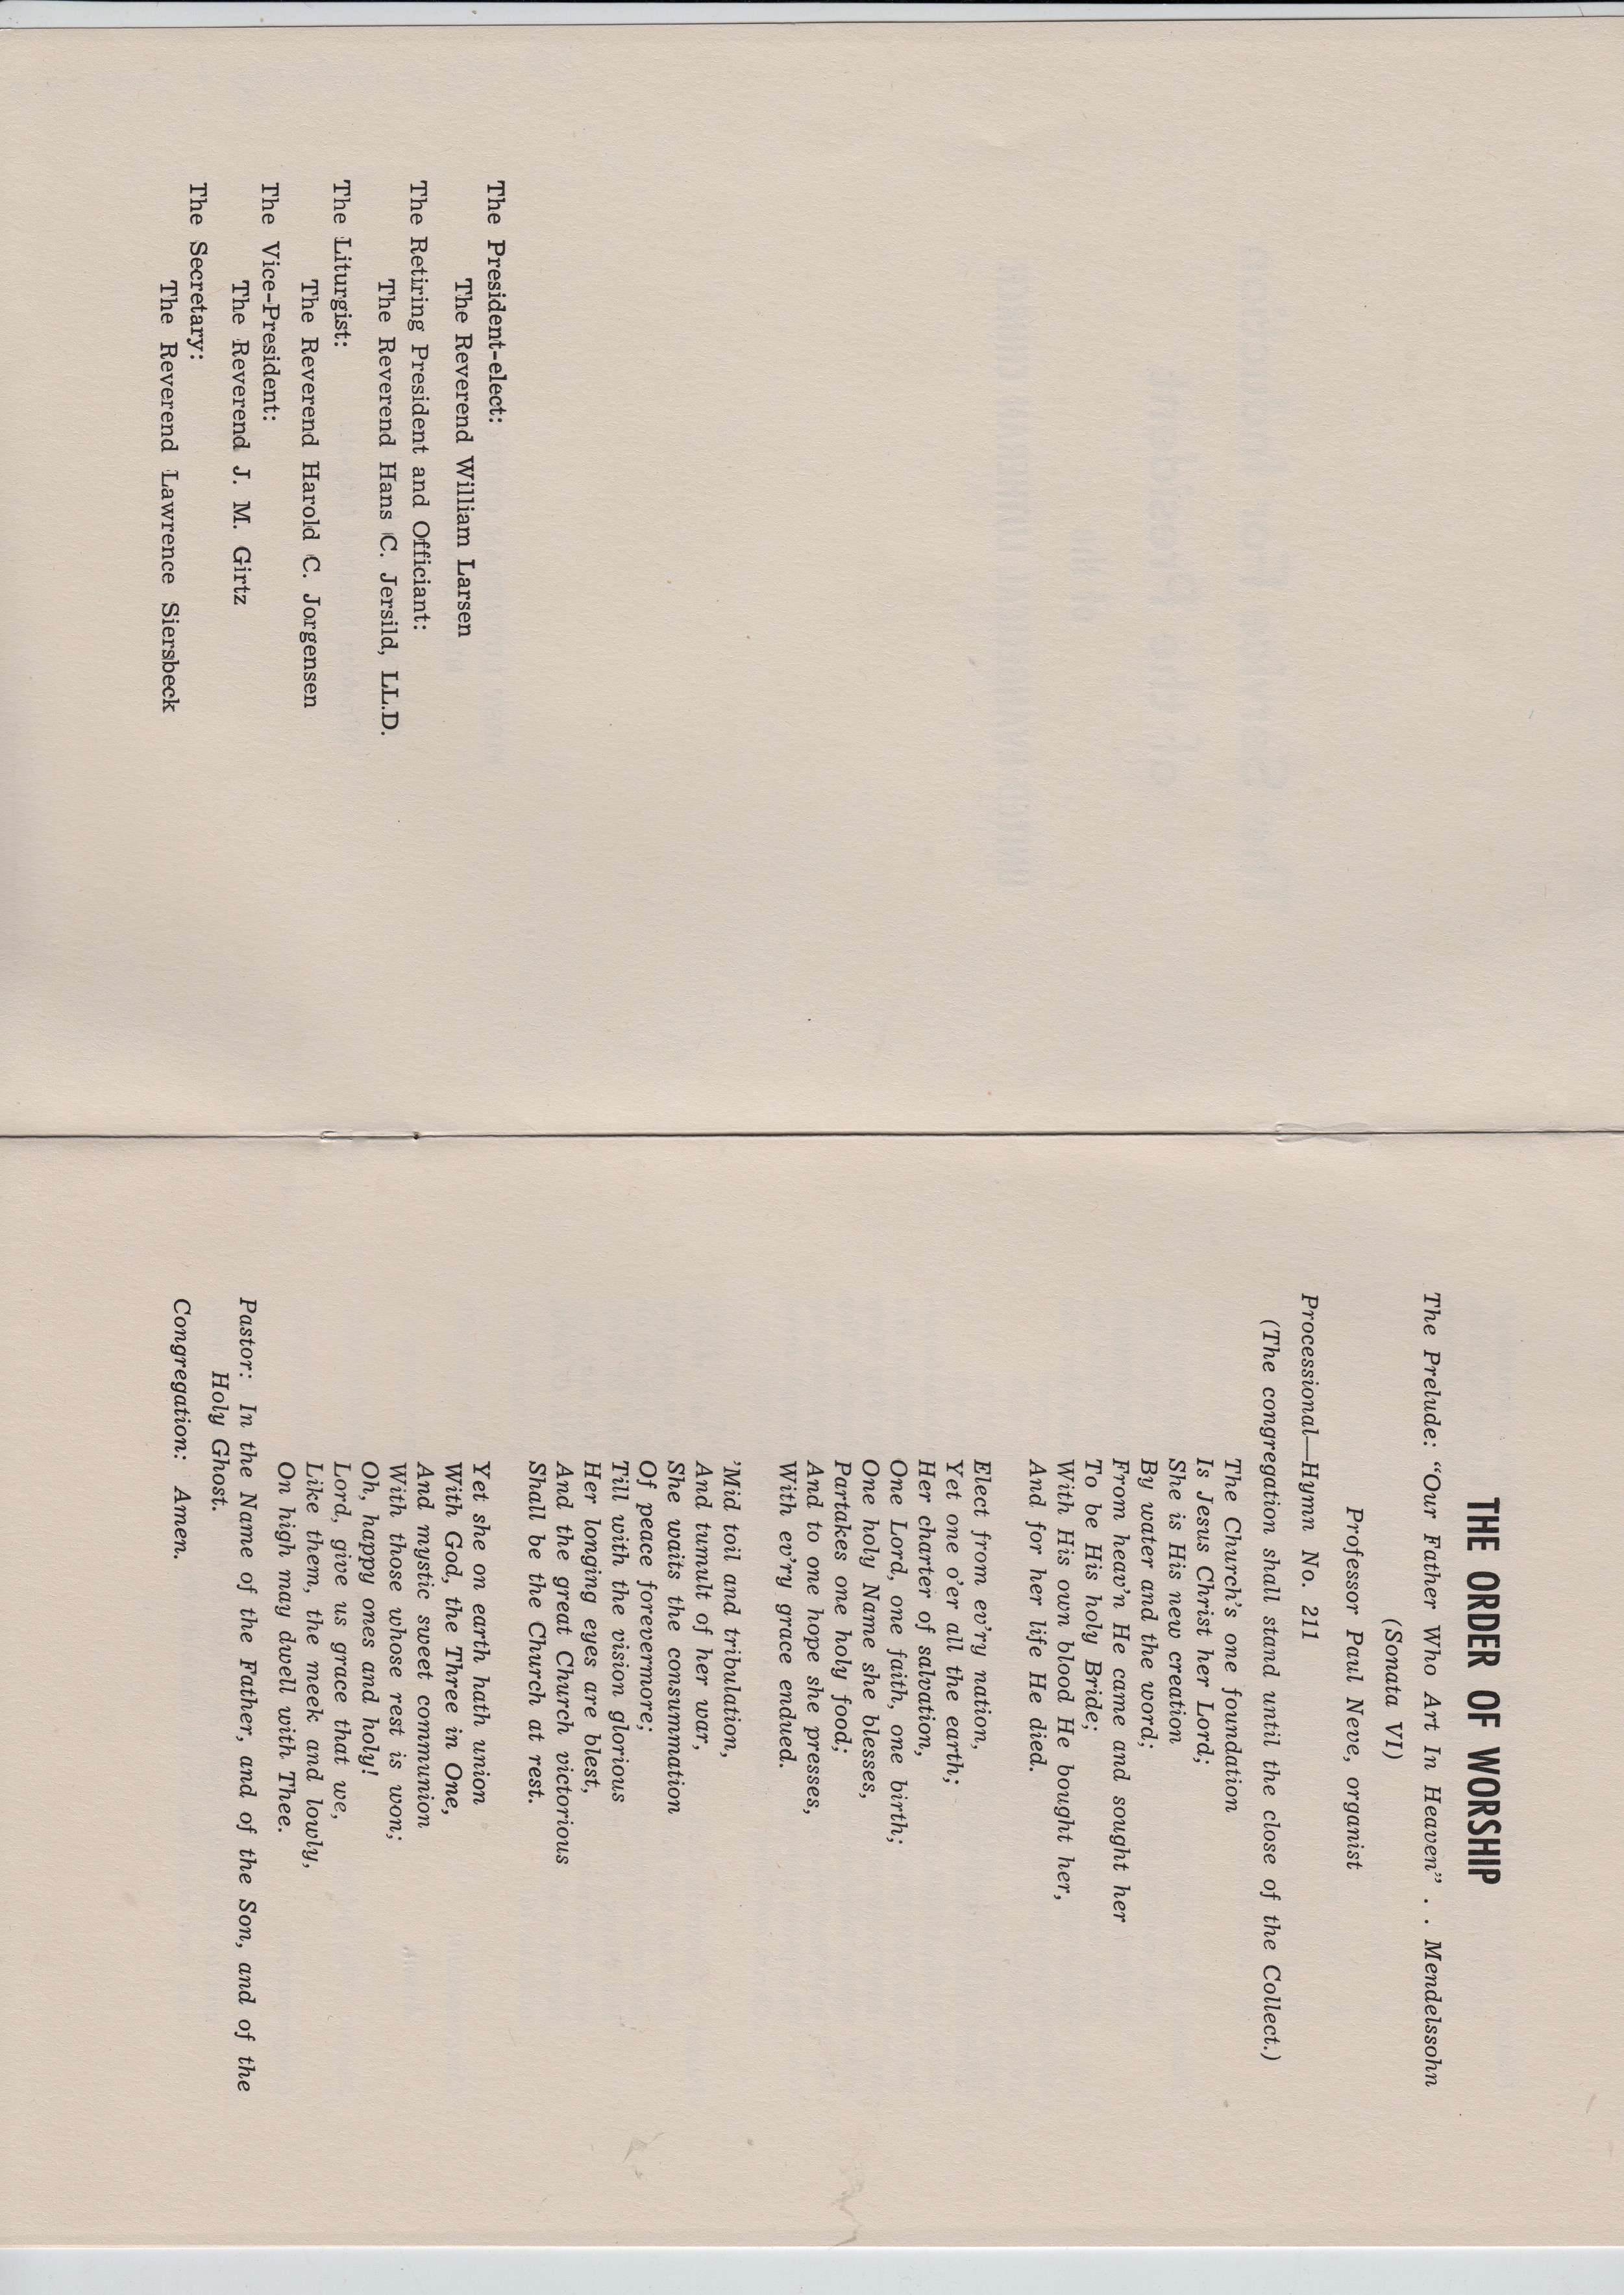 The President-elect:
The Reverend William Larsen
The Retiring President and Officiant:
The Reverend Hans C. Jersild, LL.D.
The Liturgist:
The Reverend Harold C. Jorgensen
The Vice-President:
The Reverend J. M. Girtz
The Secretary:
The Reverend Lawrence Siersbeck
THE ORDER OF WORSHIP
The Prelude: "Our Father Who Art In Heaven" . . Mendelssohn
(Sonata VI)
Professor Paul Neve, organist
Processional—Hymn No. 211
(The congregation shall stand until the close of the Collect.)
The Church's one foundation
Is Jesus Christ her Lord;
She is His new creation
By water and the word;
From heav'n He came and sought her
To be His holy Bride;
With His own blood He bought her,
And for her life He died.
Elect from ev'ry nation,
Yet one o'er all the earth;
Her charter of salvation,
One Lord, one faith, one birth;
One holy Name she blesses,
Partakes one holy food;
And to one hope she presses,
With ev'ry grace endued.
'Mid toil and tribulation,
And tumult of her war,
She waits the consummation
Of peace forevermore;
Till with the vision glorious
Her longing eyes are blest,
And the great Church victorious
Shall be the Church at rest.
Yet she on earth hath union
With God, the Three in One,
And mystic sweet communion
With those whose rest is won;
Oh, happy ones and holy!
Lord, give us grace that we,
Like them, the meek and lowly,
On high may dwell with Thee.
Pastor: In the Name of the Father, and of the Son, and of the
Holy Ghost.
Congregation: Amen.